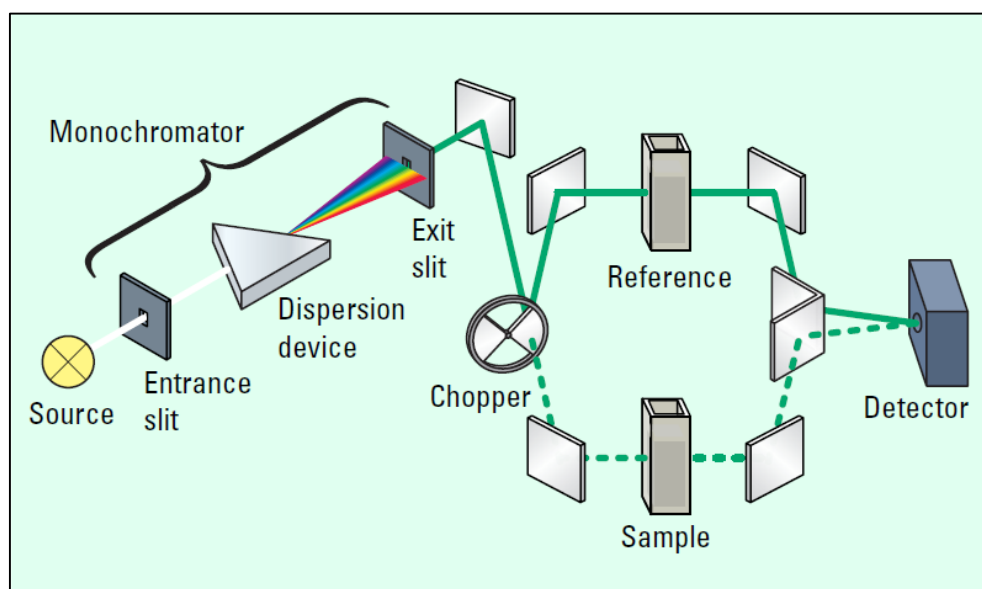 Monochromator
Exit
slit
Reference
Dispersion
device
Entrance
slit
Source
Chopper
Detector
Sample